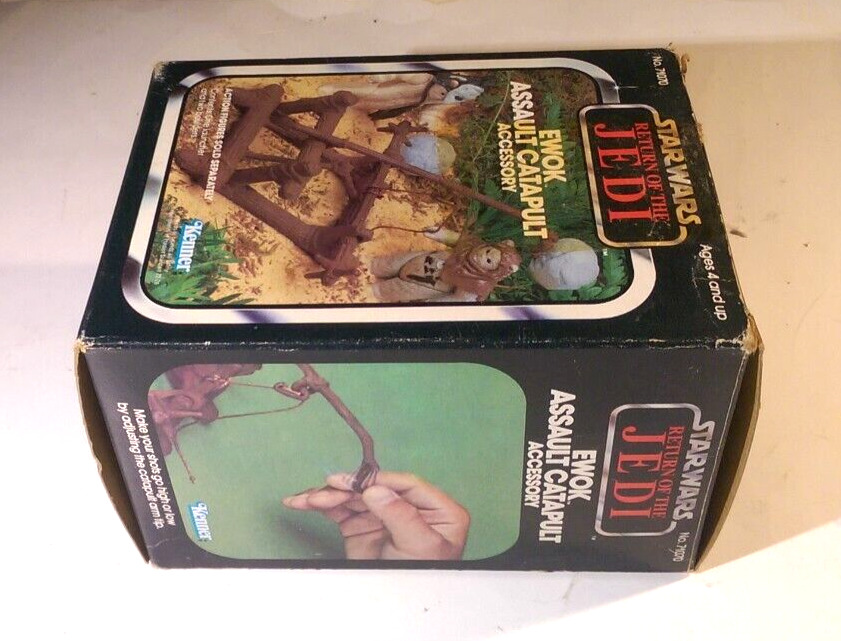 No. 71070
STAR WARS
RETURN OF THE
JEDI
Ages 4 and up
EWOK
ASSAULT CATAPULT
ACCESSORY
ACTION FIGURES SOLD SEPARATELY
Kenner
STAR WARS
RETURN OF THE
JEDI
No. 71070
EWOK
ASSAULT CATAPULT
ACCESSORY
Make your shots go high or low
by adjusting the catapult arm tip.
Kenner